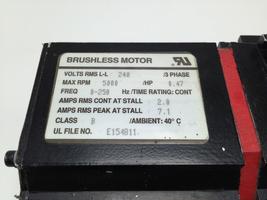 BRUSHLESS MOTOR
VOLTS RMS L-L 240 /3 PHASE
MAX RPM 5000 /HP 0.47
FREQ 0-250 Hz/TIME RATING: CONT
AMPS RMS CONT AT STALL 2.0
AMPS RMS PEAK AT STALL 7.1
CLASS B /AMBIENT: 40° C
UL FILE NO. E154811